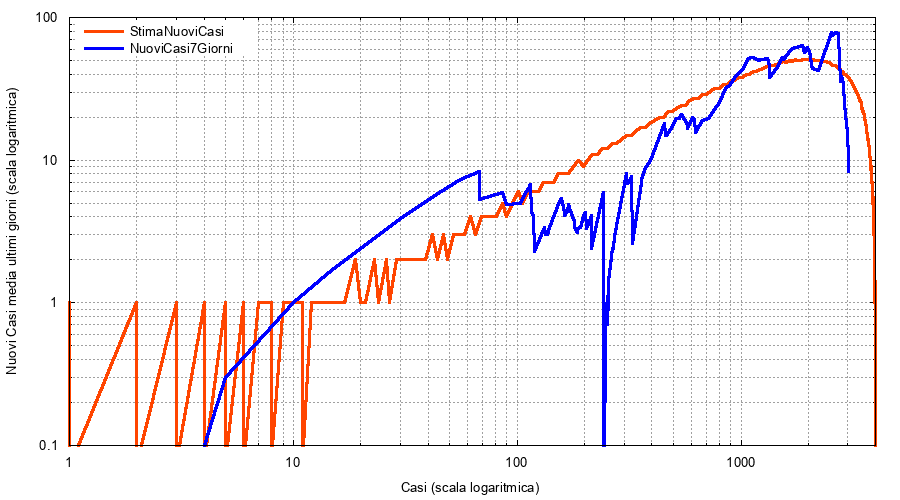 100
10
1
0.1
1
10
100
1000
Nuovi Casi media ultimi giorni (scala logaritmica)
Casi (scala logaritmica)
StimaNuoviCasi
NuoviCasi7Giorni